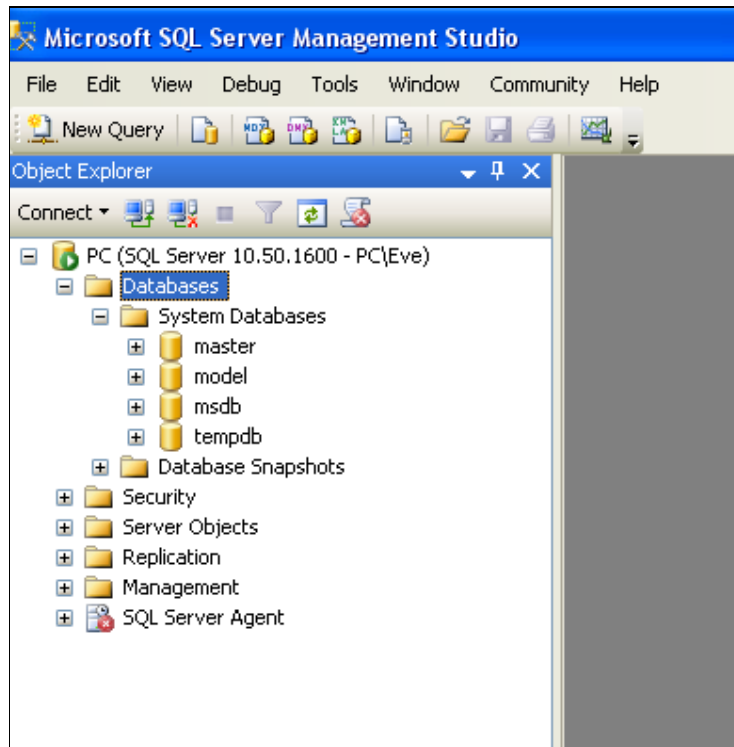 Microsoft SQL Server Management Studio
File Edit View Debug Tools Window Community Help
New Query
Object Explorer
Connect
PC (SQL Server 10.50.1600 - PC\Eve)
Databases
System Databases
master
model
msdb
tempdb
Database Snapshots
Security
Server Objects
Replication
Management
SQL Server Agent